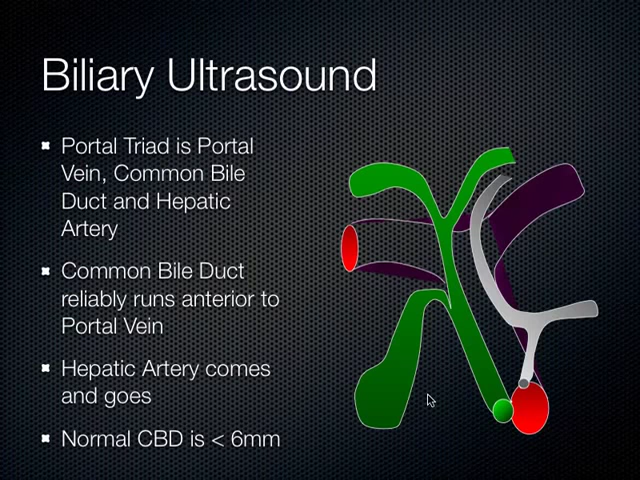 Biliary Ultrasound
Portal Triad is Portal
Vein, Common Bile
Duct and Hepatic
Artery
Common Bile Duct
reliably runs anterior to
Portal Vein
Hepatic Artery comes
and goes
Normal CBD is < 6mm